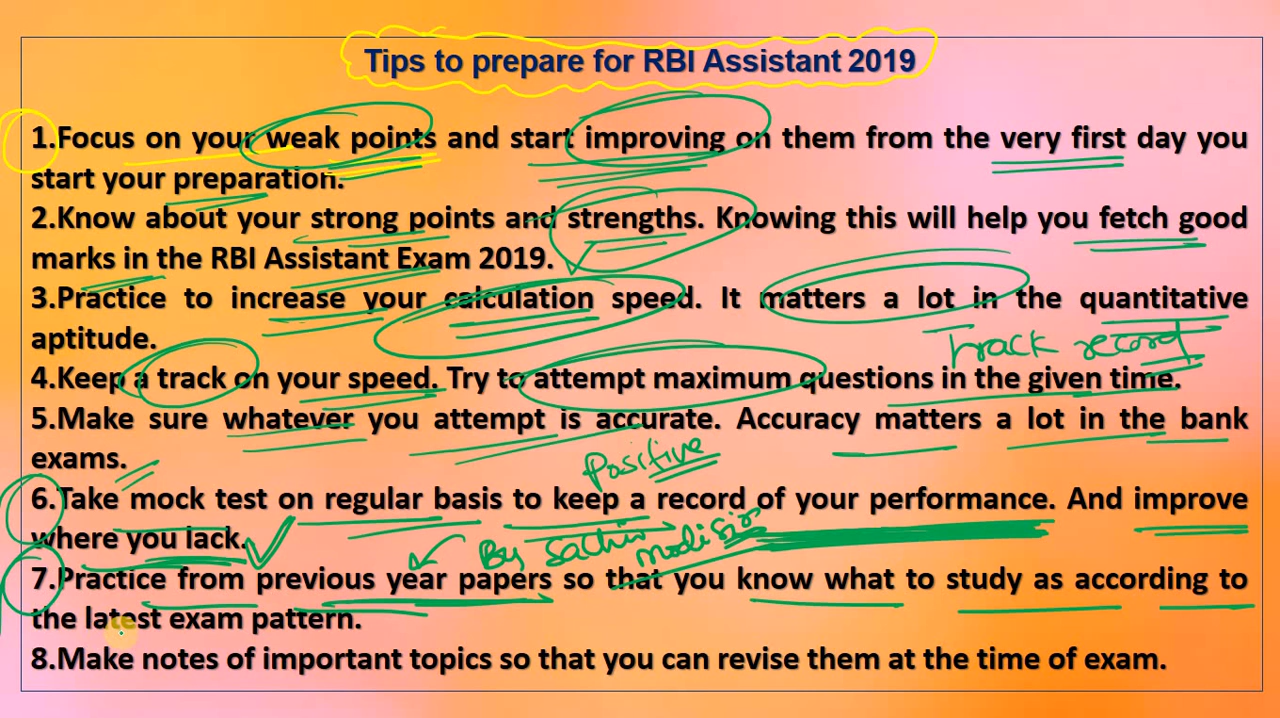 Tips to prepare for RBI Assistant 2019
1.Focus on your weak points and start improving on them from the very first day you
start your preparation.
2.Know about your strong points and strengths. Knowing this will help you fetch good
marks in the RBI Assistant Exam 2019.
3.Practice to increase your calculation speed. It matters a lot in the quantitative
aptitude.
Track record
4.Keep a track on your speed. Try to attempt maximum questions in the given time.
5.Make sure whatever you attempt is accurate. Accuracy matters a lot in the bank
exams.
Positive
6.Take mock test on regular basis to keep a record of your performance. And improve
where you lack.
By Sachin modi sir
7.Practice from previous year papers so that you know what to study as according to
the latest exam pattern.
8.Make notes of important topics so that you can revise them at the time of exam.